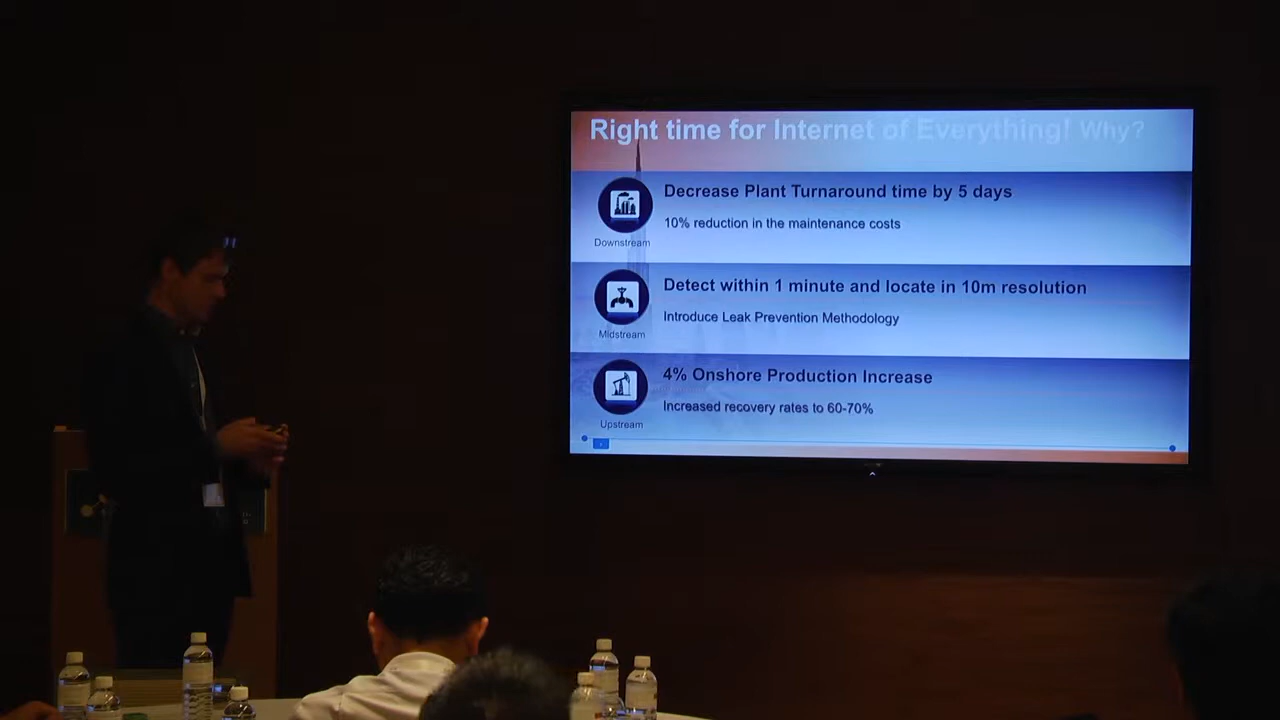 Right time for Internet of Everything! Why?
Decrease Plant Turnaround time by 5 days
10% reduction in the maintenance costs
Downstream
Detect within 1 minute and locate in 10m resolution
Introduce Leak Prevention Methodology
Midstream
4% Onshore Production Increase
Increased recovery rates to 60-70%
Upstream